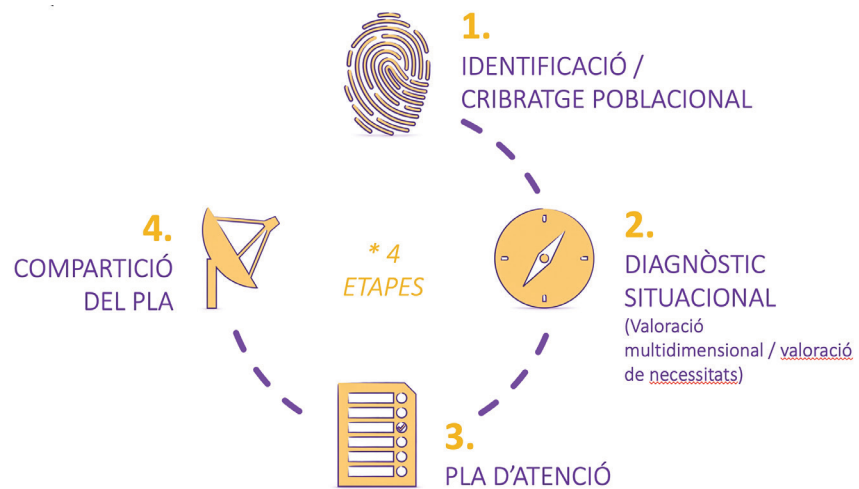 1.
IDENTIFICACIÓ /
CRIBRATGE POBLACIONAL
2.
DIAGNÒSTIC
SITUACIONAL
(Valoració
multidimensional / valoració
de necessitats)
3.
PLA D'ATENCIÓ
4.
COMPARTICIÓ
DEL PLA
* 4
ETAPES